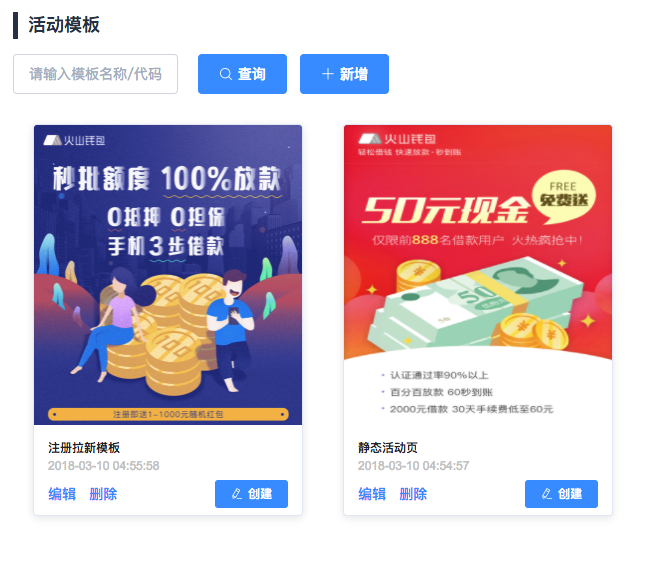 活动模板
请输入模板名称/代码
查询
新增
火山钱包
秒批额度 100%放款
0抵押 0担保
手机3步借款
注册即送1~1000元随机红包
注册拉新模板
2018-03-10 04:55:58
编辑 删除
创建
火山钱包
轻松借钱 快速放款·秒到账
FREE
免费送
50元现金
仅限前888名借款用户 火热疯抢中!
50
· 认证通过率90%以上
· 百分百放款 60秒到账
· 2000元借款 30天手续费低至60元
静态活动页
2018-03-10 04:54:57
编辑 删除
创建